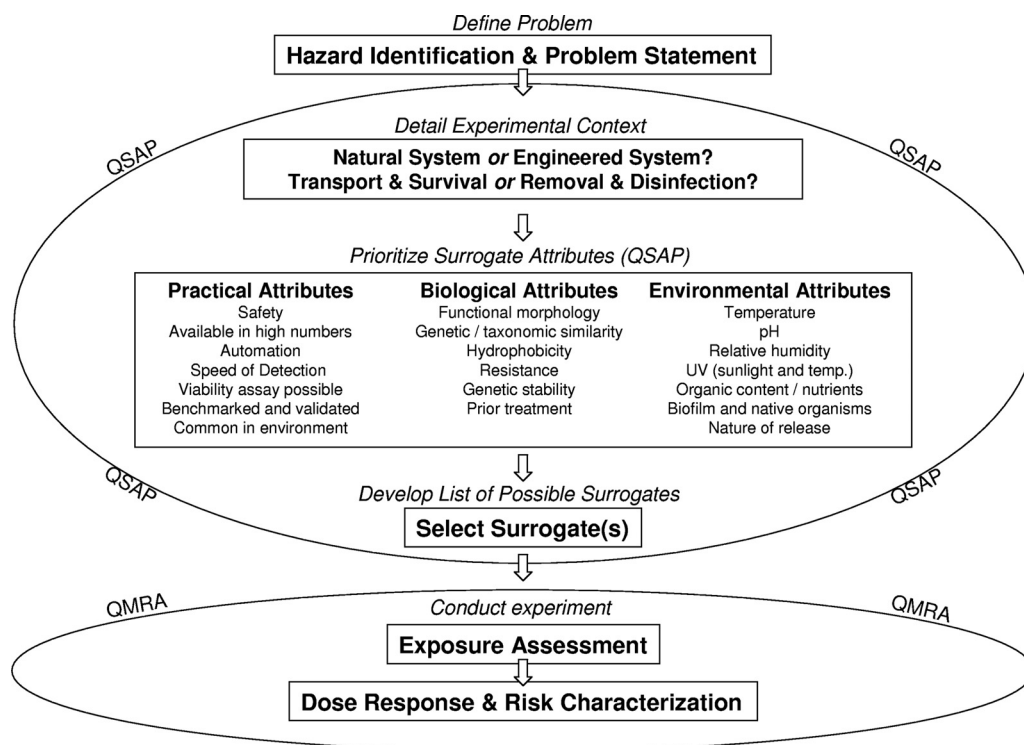 Define Problem
Hazard Identification & Problem Statement
QSAP
QSAP
Detail Experimental Context
Natural System or Engineered System?
Transport & Survival or Removal & Disinfection?
Prioritize Surrogate Attributes (QSAP)
Practical Attributes
Safety
Available in high numbers
Automation
Speed of Detection
Viability assay possible
Benchmarked and validated
Common in environment
Biological Attributes
Functional morphology
Genetic / taxonomic similarity
Hydrophobicity
Resistance
Genetic stability
Prior treatment
Environmental Attributes
Temperature
pH
Relative humidity
UV (sunlight and temp.)
Organic content / nutrients
Biofilm and native organisms
Nature of release
QSAP
QSAP
Develop List of Possible Surrogates
Select Surrogate(s)
QMRA
QMRA
Conduct experiment
Exposure Assessment
Dose Response & Risk Characterization